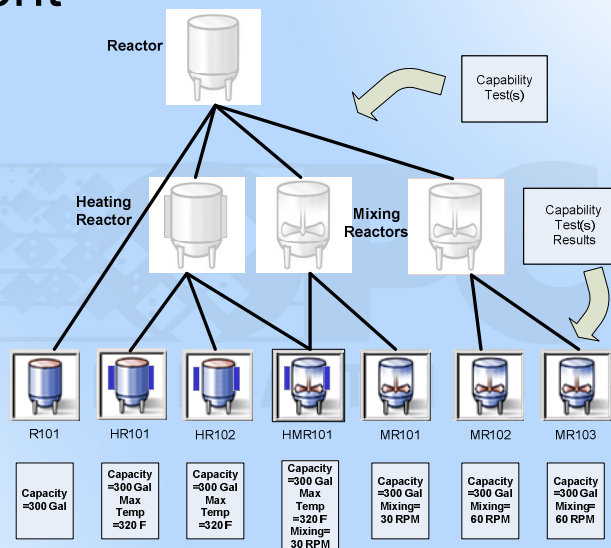 Reactor
Capability
Test(s)
Heating
Reactor
Mixing
Reactors
Capability
Test(s)
Results
R101
HR101
HR102
HMR101
MR101
MR102
MR103
Capacity
=300 Gal
Capacity
=300 Gal
Max
Temp
=320 F
Capacity
=300 Gal
Max
Temp
=320 F
Capacity
=300 Gal
Max
Temp
=320 F
Mixing=
30 RPM
Capacity
=300 Gal
Mixing=
30 RPM
Capacity
=300 Gal
Mixing=
60 RPM
Capacity
=300 Gal
Mixing=
60 RPM